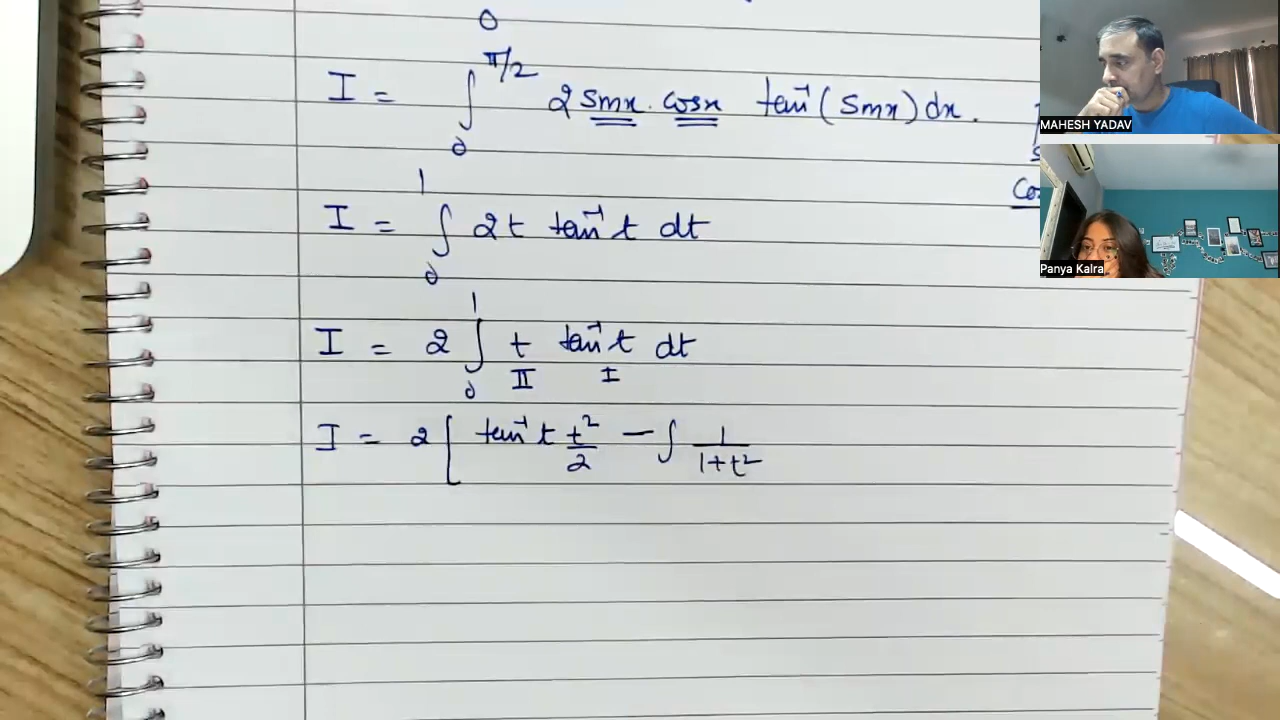 0
I = ∫₀^π/2 2 sinx . cosx tan⁻¹(sinx) dx.
I = ∫₀¹ 2t tan⁻¹t dt
I = 2 ∫₀¹ t tan⁻¹t dt
II I
I = 2 [ tan⁻¹t t²/2 − ∫ 1/1+t²
MAHESH YADAV
Panya Kalra